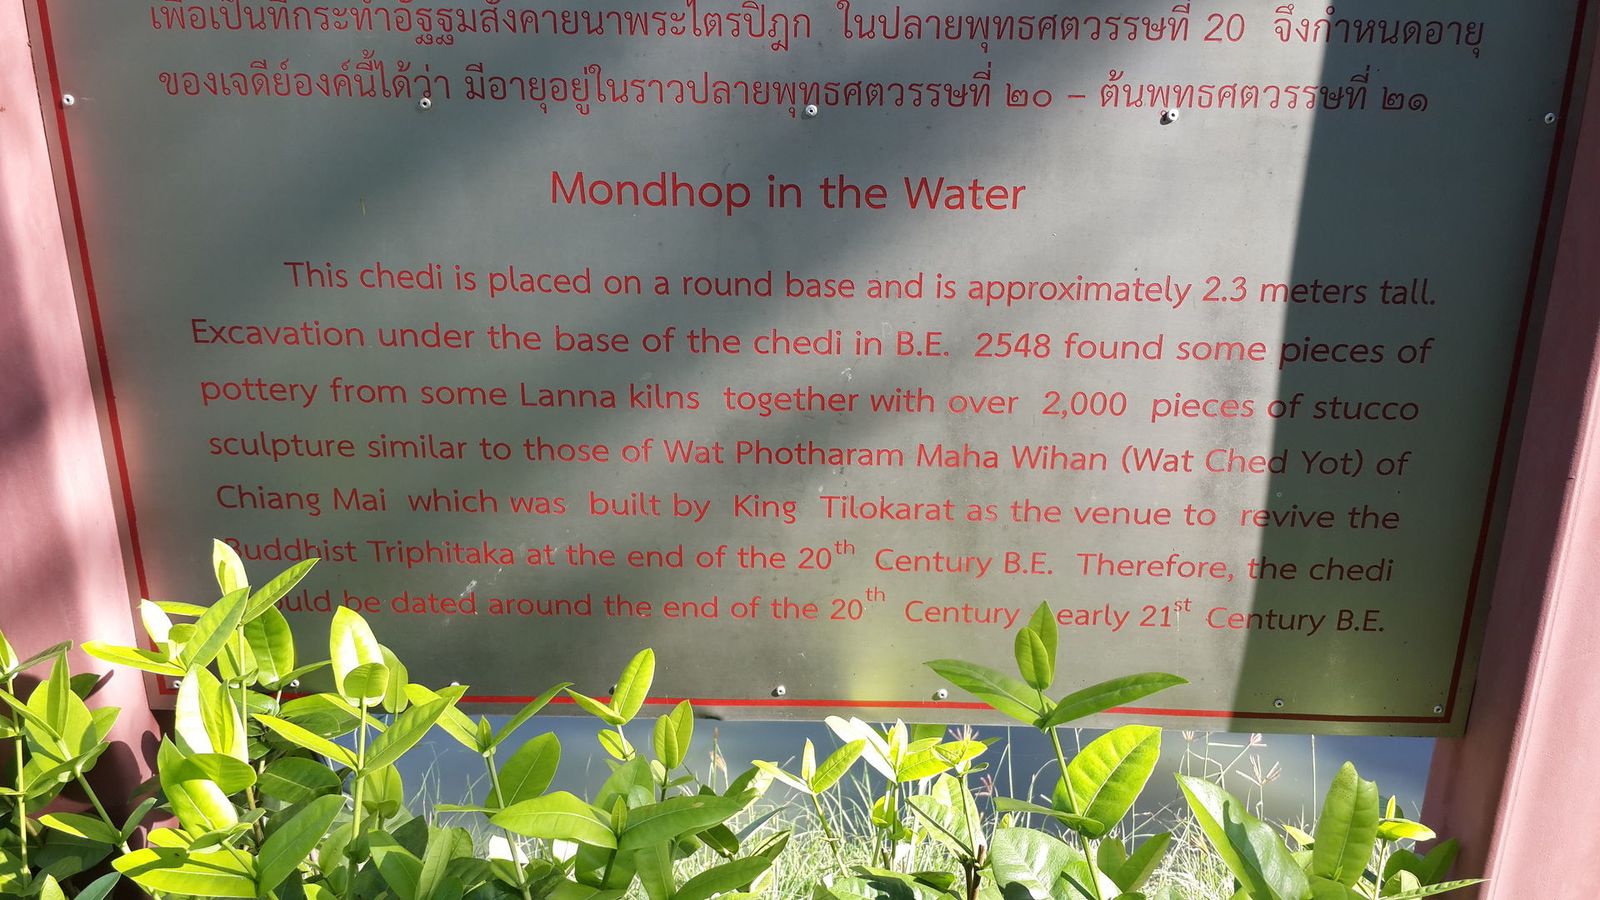 เพื่อเป็นที่กระทำอัฐฐมสังคายนาพระไตรปิฎก ในปลายพุทธศตวรรษที่ 20 จึงกำหนดอายุ
ของเจดีย์องค์นี้ได้ว่า มีอายุอยู่ในราวปลายพุทธศตวรรษที่ ๒๐ – ต้นพุทธศตวรรษที่ ๒๑
Mondhop in the Water
This chedi is placed on a round base and is approximately 2.3 meters tall.
Excavation under the base of the chedi in B.E. 2548 found some pieces of
pottery from some Lanna kilns together with over 2,000 pieces of stucco
sculpture similar to those of Wat Photharam Maha Wihan (Wat Ched Yot) of
Chiang Mai which was built by King Tilokarat as the venue to revive the
Buddhist Triphitaka at the end of the 20th Century B.E. Therefore, the chedi
be dated around the end of the 20th Century early 21st Century B.E.